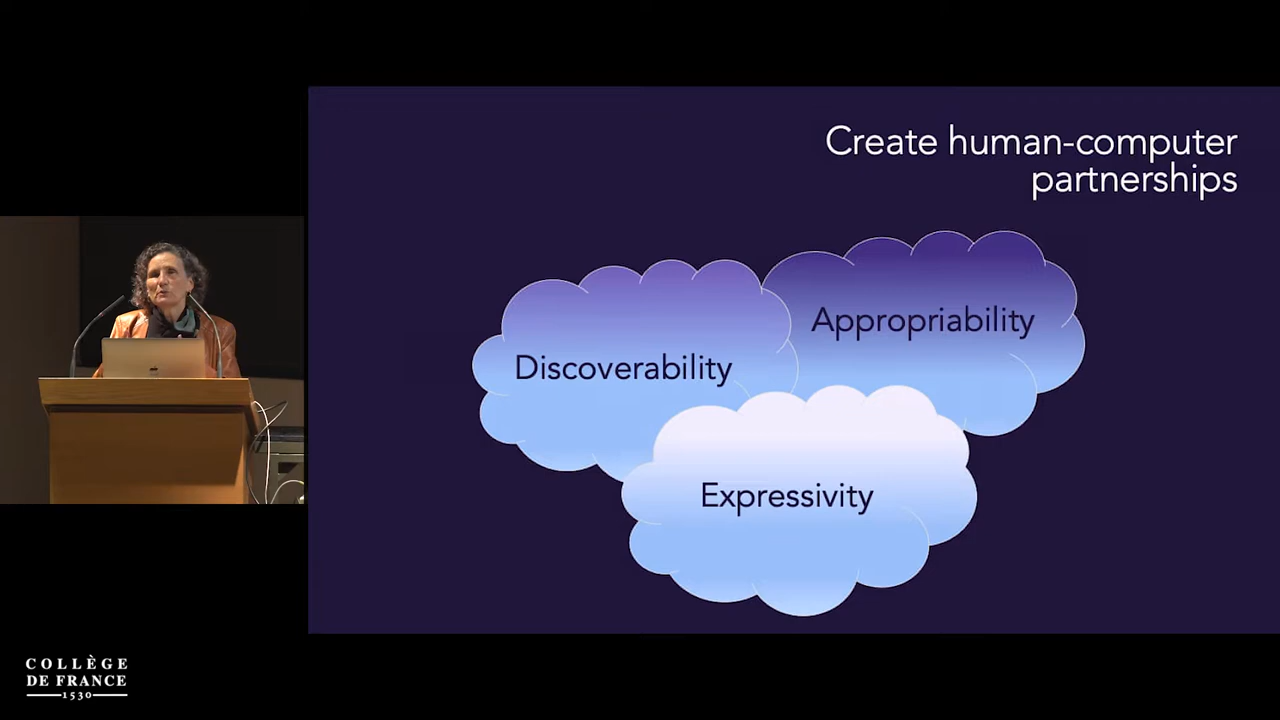 Create human-computer
partnerships
Appropriability
Discoverability
Expressivity
COLLÈGE
DE FRANCE
1530